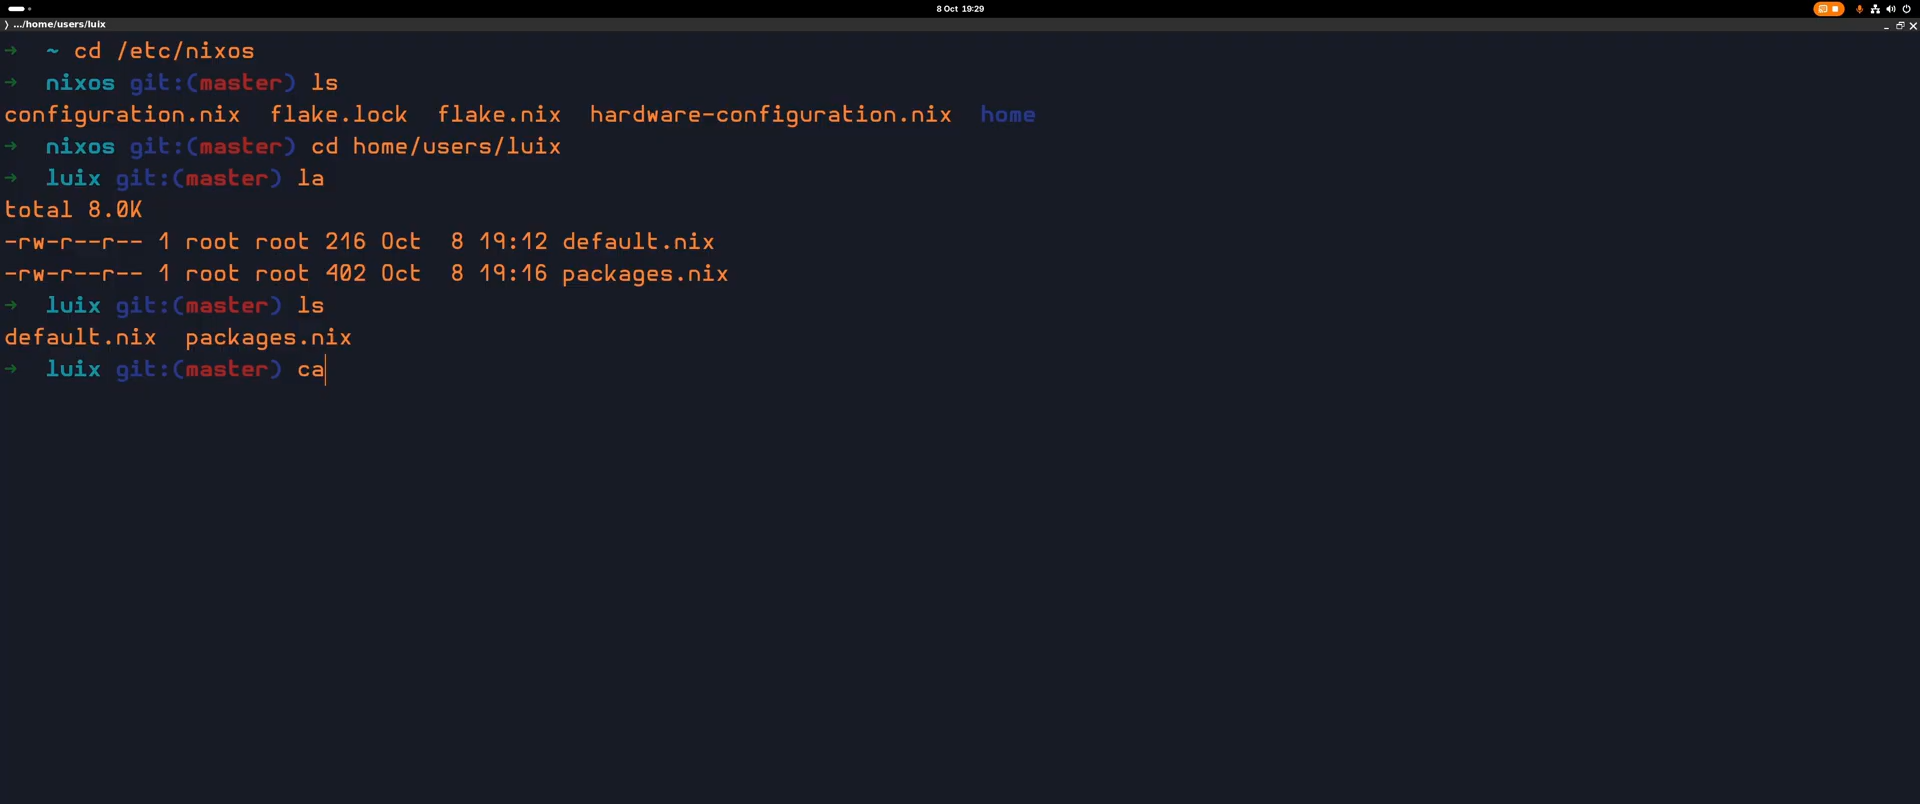 8 Oct 19:29
⟩ .../home/users/luix
→ ~ cd /etc/nixos
→ nixos git:(master) ls
configuration.nix flake.lock flake.nix hardware-configuration.nix home
→ nixos git:(master) cd home/users/luix
→ luix git:(master) la
total 8.0K
-rw-r--r-- 1 root root 216 Oct 8 19:12 default.nix
-rw-r--r-- 1 root root 402 Oct 8 19:16 packages.nix
→ luix git:(master) ls
default.nix packages.nix
→ luix git:(master) ca